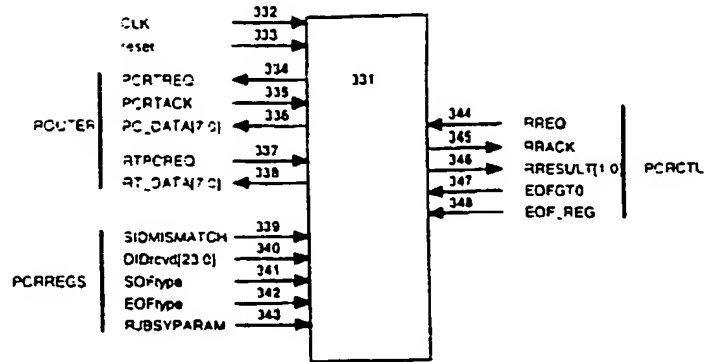 CLK 332
reset 333
PCRTREQ 334
331
PCRTACK 335
ROUTER
PC_DATA[7:0] 336
344 RREQ
345 RRACK
RTPCREQ 337
346 RRESULT[1:0] PCRCTL
RT_DATA[7:0] 338
347 EOFGT0
348 EOF_REG
SIDMISMATCH 339
DIDrcvd[23:0] 340
PCRREGS
SOFtype 341
EOFtype 342
RJBSYPARAM 343